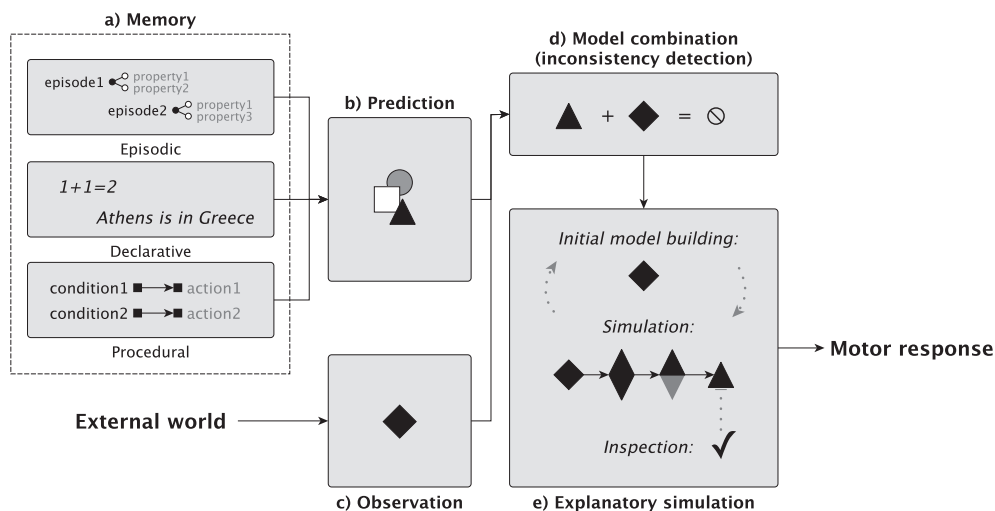 a) Memory
episode1
property1
property2
episode2
property1
property3
Episodic
1+1=2
Athens is in Greece
Declarative
condition1 action1
condition2 action2
Procedural
External world
b) Prediction
c) Observation
d) Model combination
(inconsistency detection)
+ =
Initial model building:
Simulation:
Inspection:
e) Explanatory simulation
Motor response